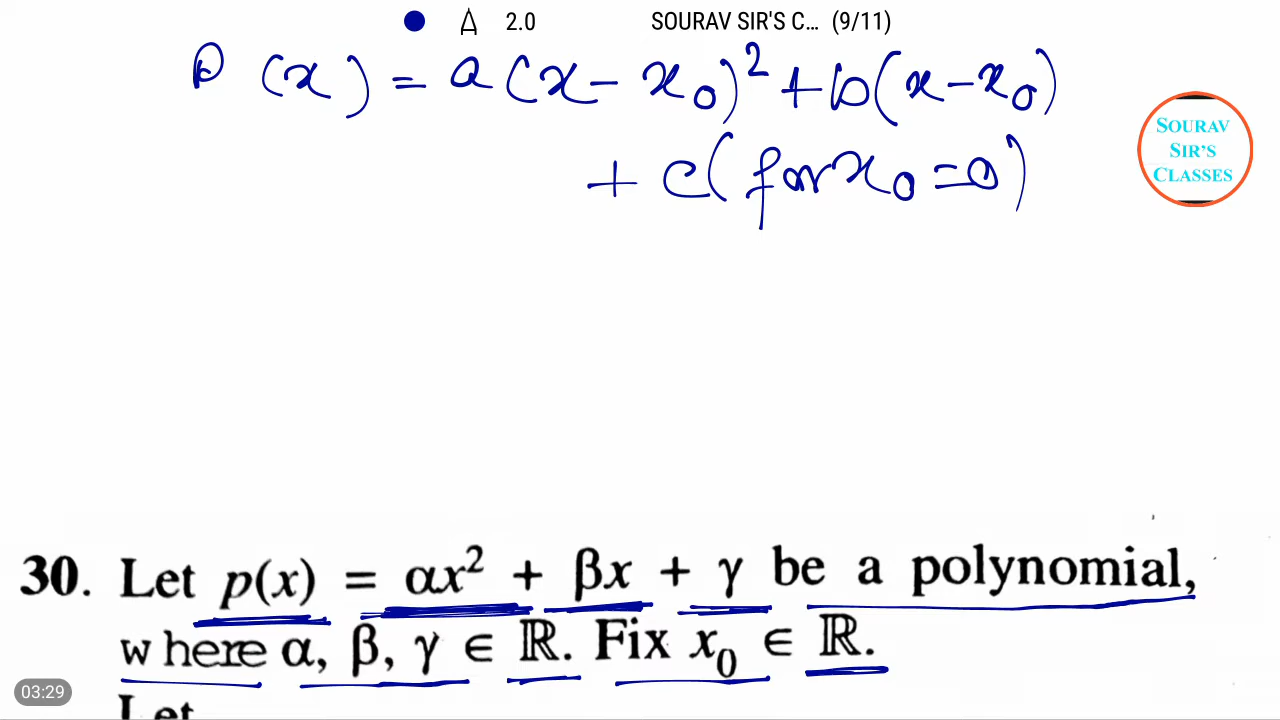 2.0 SOURAV SIR'S C... (9/11)
p(x) = a(x - x₀)² + b(x - x₀)
+ c(for x₀ = 0)
SOURAV
SIR'S
CLASSES
30. Let p(x) = αx² + βx + γ be a polynomial,
where α, β, γ ∈ ℝ. Fix x₀ ∈ ℝ.
03:29
Let